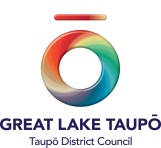 GREAT LAKE TAUPŌ
Taupō District Council